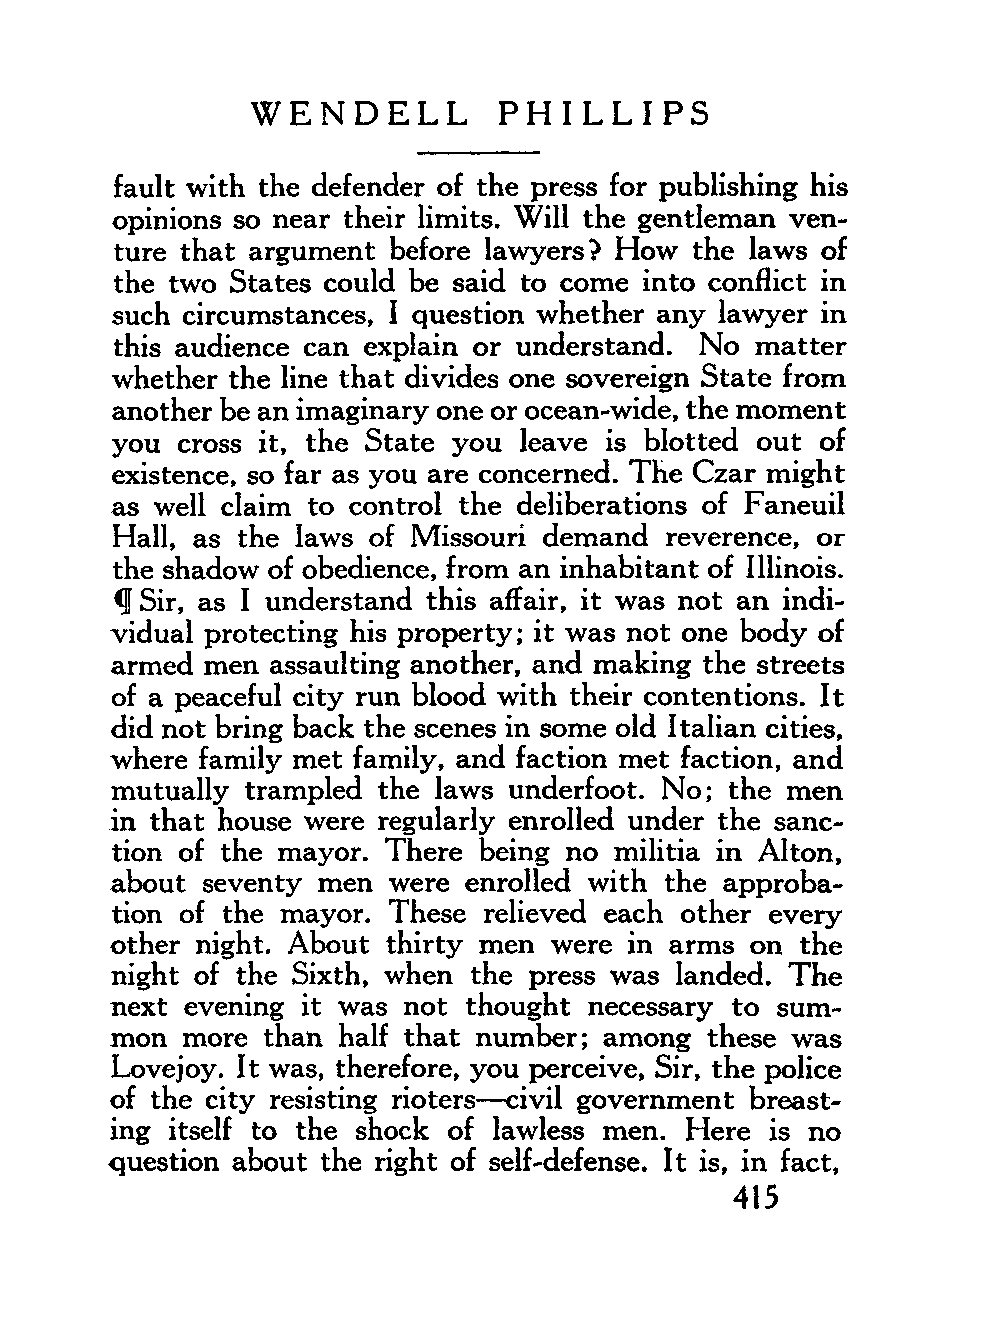 WENDELL PHILLIPS
fault with the defender of the press for publishing his
opinions so near their limits. Will the gentleman ven-
ture that argument before lawyers? How the laws of
the two States could be said to come into conflict in
such circumstances, I question whether any lawyer in
this audience can explain or understand. No matter
whether the line that divides one sovereign State from
another be an imaginary one or ocean-wide, the moment
you cross it, the State you leave is blotted out of
existence, so far as you are concerned. The Czar might
as well claim to control the deliberations of Faneuil
Hall, as the laws of Missouri demand reverence, or
the shadow of obedience, from an inhabitant of Illinois.
¶ Sir, as I understand this affair, it was not an indi-
vidual protecting his property; it was not one body of
armed men assaulting another, and making the streets
of a peaceful city run blood with their contentions. It
did not bring back the scenes in some old Italian cities,
where family met family, and faction met faction, and
mutually trampled the laws underfoot. No; the men
in that house were regularly enrolled under the sanc-
tion of the mayor. There being no militia in Alton,
about seventy men were enrolled with the approba-
tion of the mayor. These relieved each other every
other night. About thirty men were in arms on the
night of the Sixth, when the press was landed. The
next evening it was not thought necessary to sum-
mon more than half that number; among these was
Lovejoy. It was, therefore, you perceive, Sir, the police
of the city resisting rioters—civil government breast-
ing itself to the shock of lawless men. Here is no
question about the right of self-defense. It is, in fact,
415